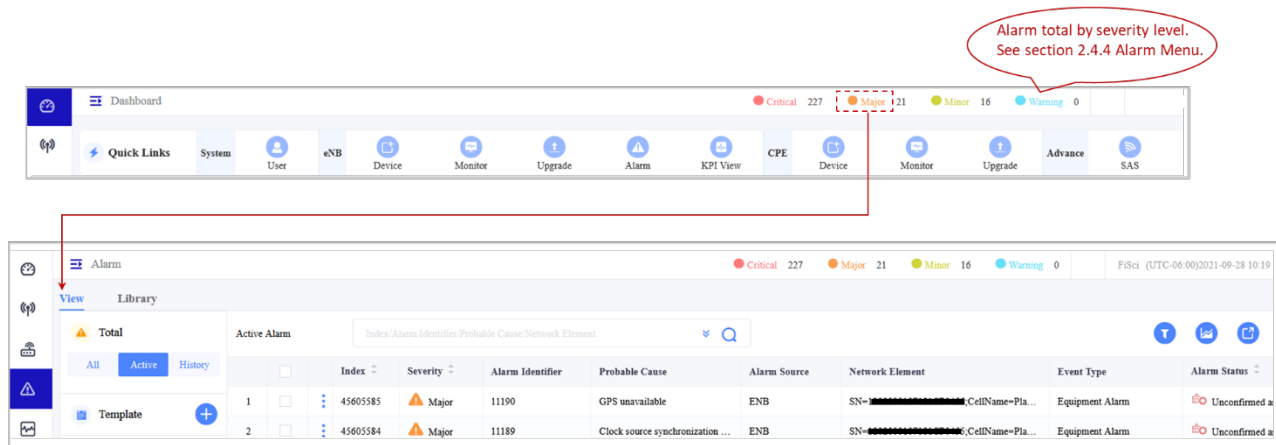 Alarm total by severity level.
See section 2.4.4 Alarm Menu.
Dashboard
Critical 227 Major 21 Minor 16 Warning 0
Quick Links System User eNB Device Monitor Upgrade Alarm KPI View CPE Device Monitor Upgrade Advance SAS
Alarm
Critical 227 Major 21 Minor 16 Warning 0 FiSci (UTC-06:00)2021-09-28 10:19
View Library
Total
Active Alarm Index/Alarm Identifier/Probable Cause/Network Element
All Active History
Index Severity Alarm Identifier Probable Cause Alarm Source Network Element Event Type Alarm Status
1 45605585 Major 11190 GPS unavailable ENB SN= ;CellName=Pla... Equipment Alarm Unconfirmed a
Template
2 45605584 Major 11189 Clock source synchronization ... ENB SN= ;CellName=Pla... Equipment Alarm Unconfirmed a